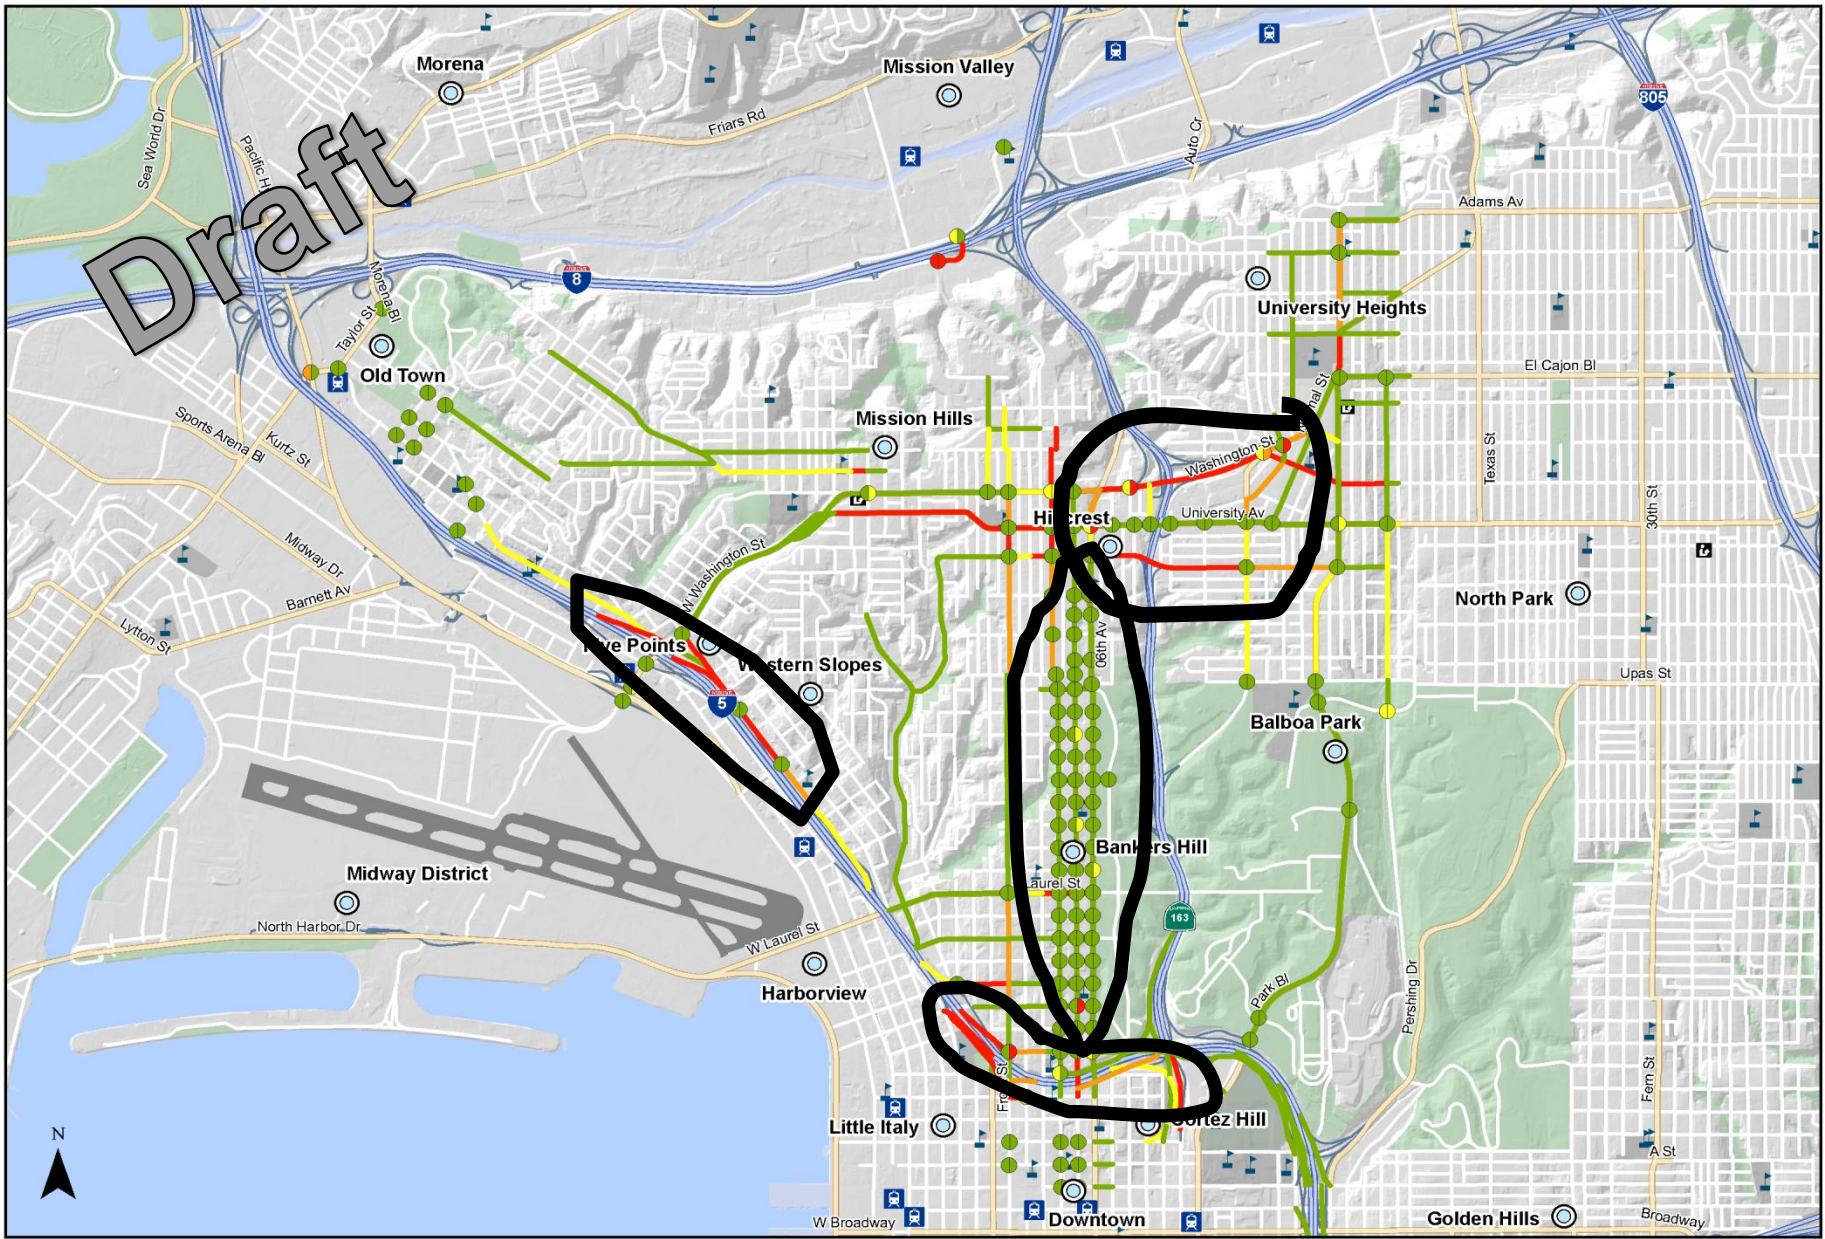 Morena
Mission Valley
805
Sea World Dr
Pacific H
Friars Rd
Auto Cr
Draft
Adams Av
8
Morena Bl
Taylor St
University Heights
Old Town
El Cajon Bl
Mission Hills
Sports Arena Bl
Kurtz St
Washington St
Texas St
30th St
Hillcrest
University Av
Midway Dr
W Washington St
Barnett Av
North Park
Lytton St
Five Points
06th Av
Western Slopes
Upas St
5
Balboa Park
Bankers Hill
Midway District
Laurel St
163
North Harbor Dr
W Laurel St
Harborview
Park Bl
Pershing Dr
Fern St
Little Italy
Cortez Hill
N
A St
W Broadway
Downtown
Golden Hills
Broadway